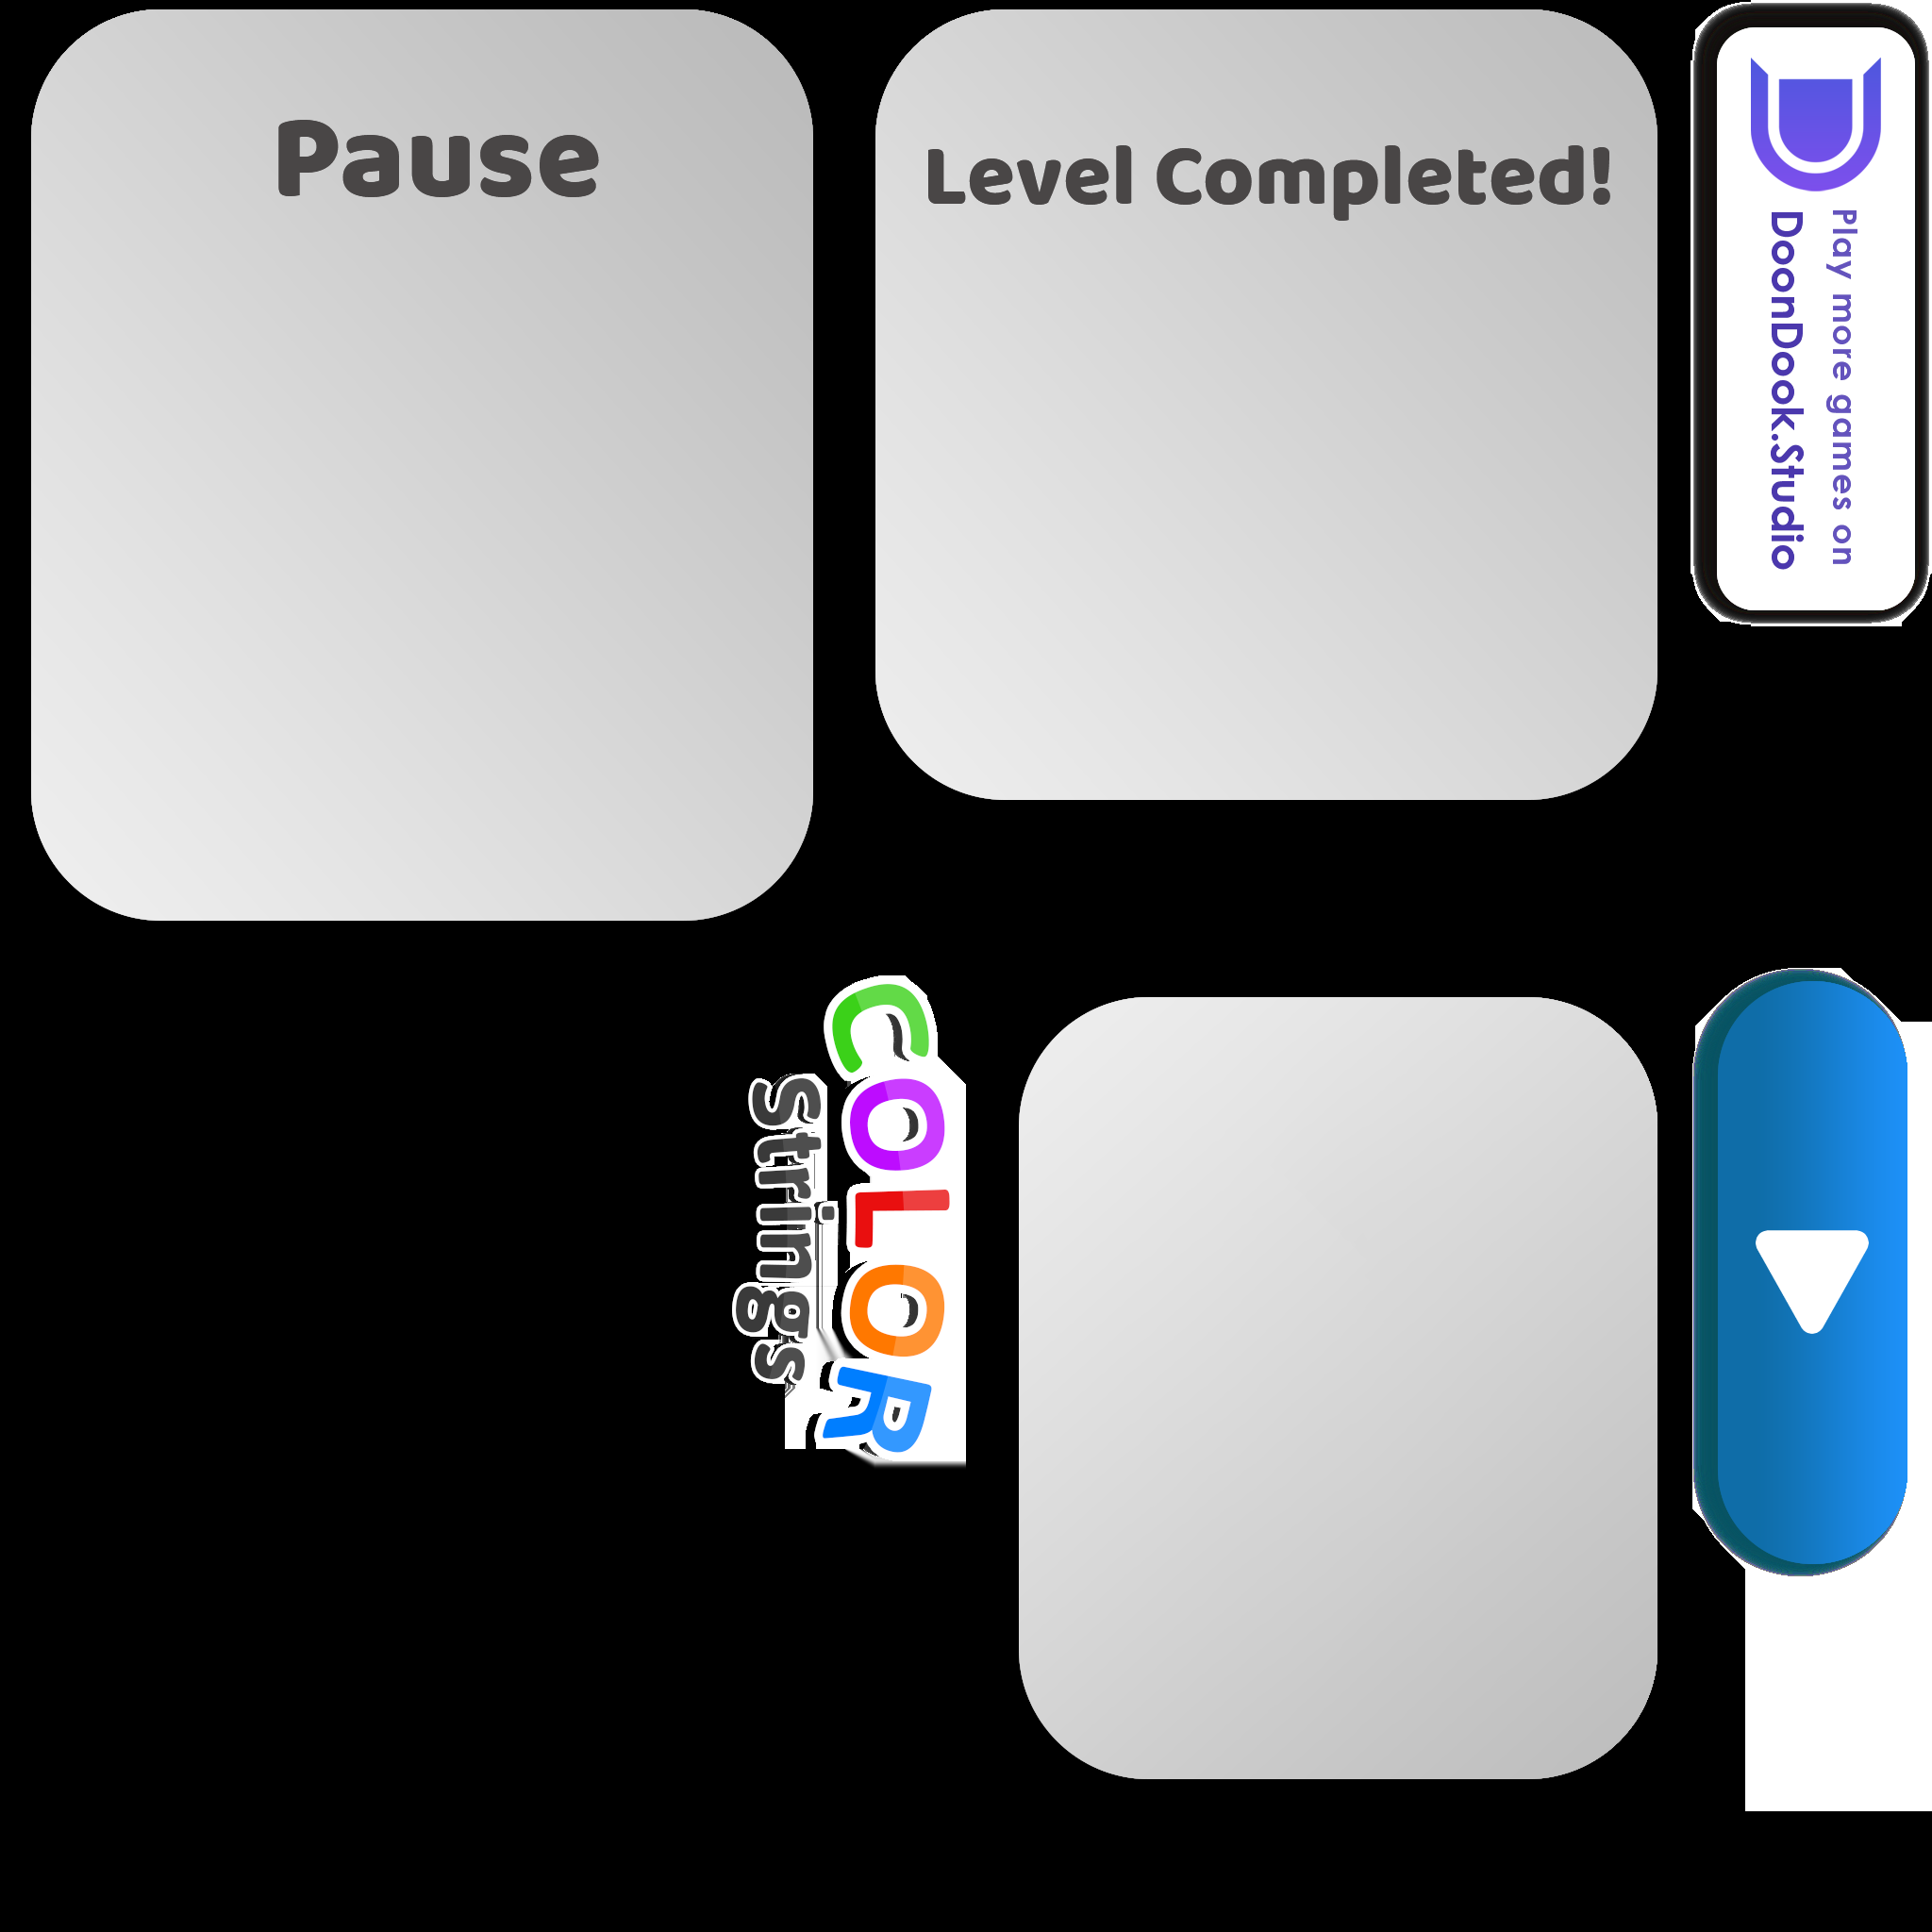 Pause
Level Completed!
Play more games on
DoonDook.Studio
COLOR
strings